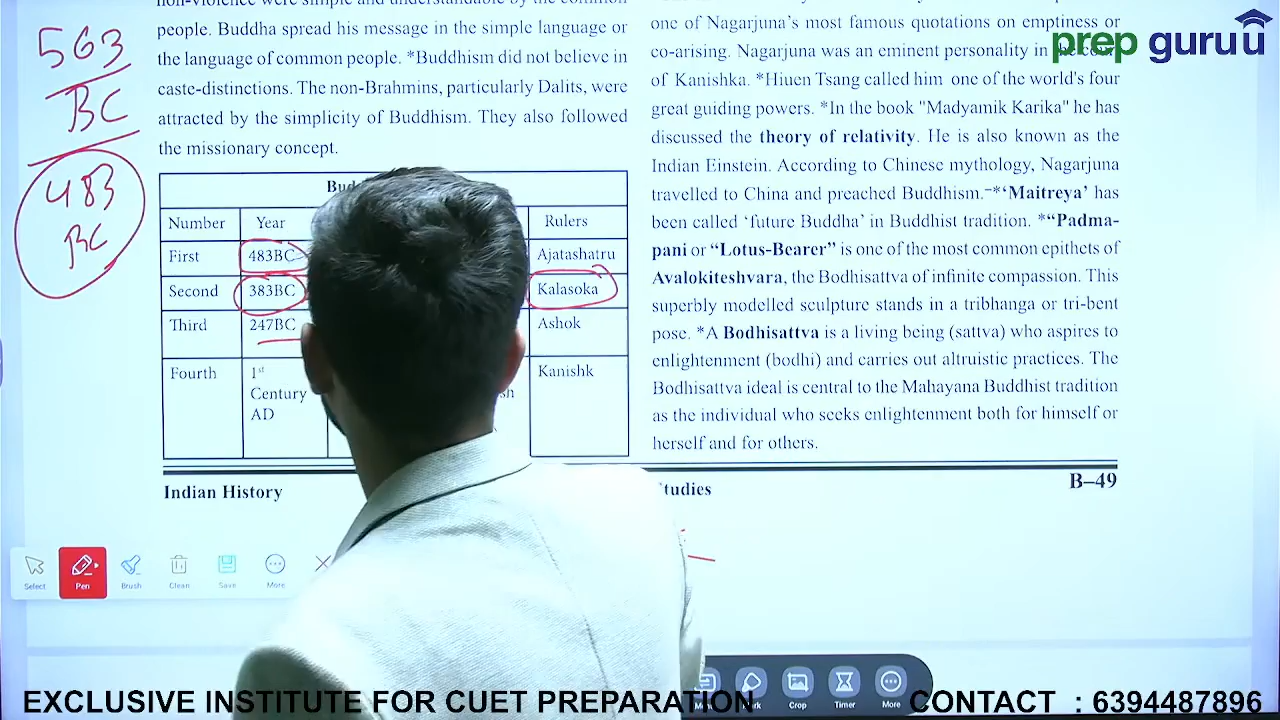 563
BC
483
BC
non-violence were simple and understandable by the common
people. Buddha spread his message in the simple language or
the language of common people. *Buddhism did not believe in
caste-distinctions. The non-Brahmins, particularly Dalits, were
attracted by the simplicity of Buddhism. They also followed
the missionary concept.
Number Year Rulers
First 483BC Ajatashatru
Second 383BC Kalasoka
Third 247BC Ashok
Fourth 1st Kanishk
Century
AD
one of Nagarjuna's most famous quotations on emptiness or
co-arising. Nagarjuna was an eminent personality in
of Kanishka. *Hiuen Tsang called him one of the world's four
great guiding powers. *In the book "Madyamik Karika" he has
discussed the theory of relativity. He is also known as the
Indian Einstein. According to Chinese mythology, Nagarjuna
travelled to China and preached Buddhism.–*‘Maitreya’ has
been called ‘future Buddha’ in Buddhist tradition. *“Padma-
pani or “Lotus-Bearer” is one of the most common epithets of
Avalokiteshvara, the Bodhisattva of infinite compassion. This
superbly modelled sculpture stands in a tribhanga or tri-bent
pose. *A Bodhisattva is a living being (sattva) who aspires to
enlightenment (bodhi) and carries out altruistic practices. The
Bodhisattva ideal is central to the Mahayana Buddhist tradition
as the individual who seeks enlightenment both for himself or
herself and for others.
Indian History
B–49
prep guruu
Select Pen Brush Clean Save More
Crop Timer More
EXCLUSIVE INSTITUTE FOR CUET PREPARATION CONTACT : 6394487896